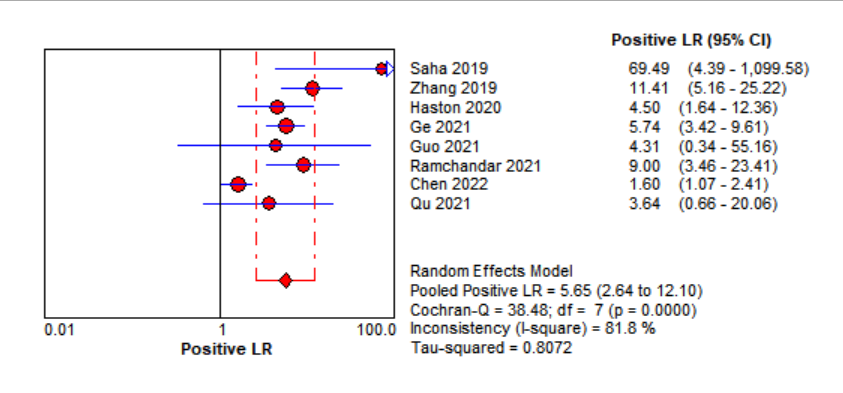 Positive LR (95% CI)
Saha 2019 69.49 (4.39 - 1,099.58)
Zhang 2019 11.41 (5.16 - 25.22)
Haston 2020 4.50 (1.64 - 12.36)
Ge 2021 5.74 (3.42 - 9.61)
Guo 2021 4.31 (0.34 - 55.16)
Ramchandar 2021 9.00 (3.46 - 23.41)
Chen 2022 1.60 (1.07 - 2.41)
Qu 2021 3.64 (0.66 - 20.06)
Random Effects Model
Pooled Positive LR = 5.65 (2.64 to 12.10)
Cochran-Q = 38.48; df = 7 (p = 0.0000)
Inconsistency (I-square) = 81.8 %
Tau-squared = 0.8072
0.01 1 100.0
Positive LR